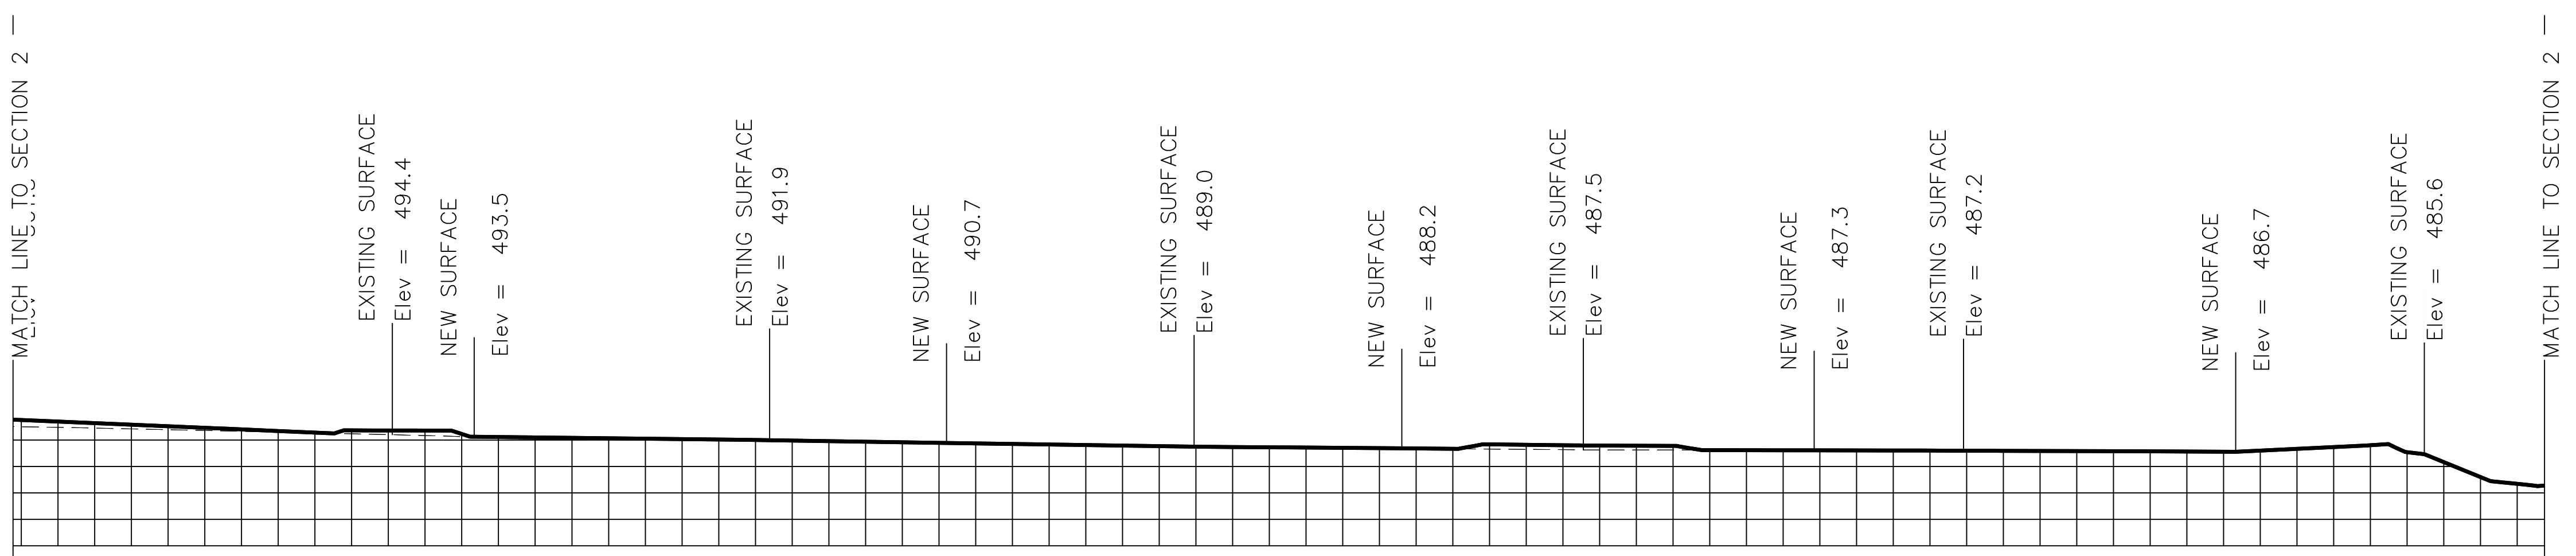 MATCH LINE TO SECTION 2
EXISTING SURFACE
Elev = 494.4
NEW SURFACE
Elev = 493.5
EXISTING SURFACE
Elev = 491.9
NEW SURFACE
Elev = 490.7
EXISTING SURFACE
Elev = 489.0
NEW SURFACE
Elev = 488.2
EXISTING SURFACE
Elev = 487.5
NEW SURFACE
Elev = 487.3
EXISTING SURFACE
Elev = 487.2
NEW SURFACE
Elev = 486.7
EXISTING SURFACE
Elev = 485.6
MATCH LINE TO SECTION 2